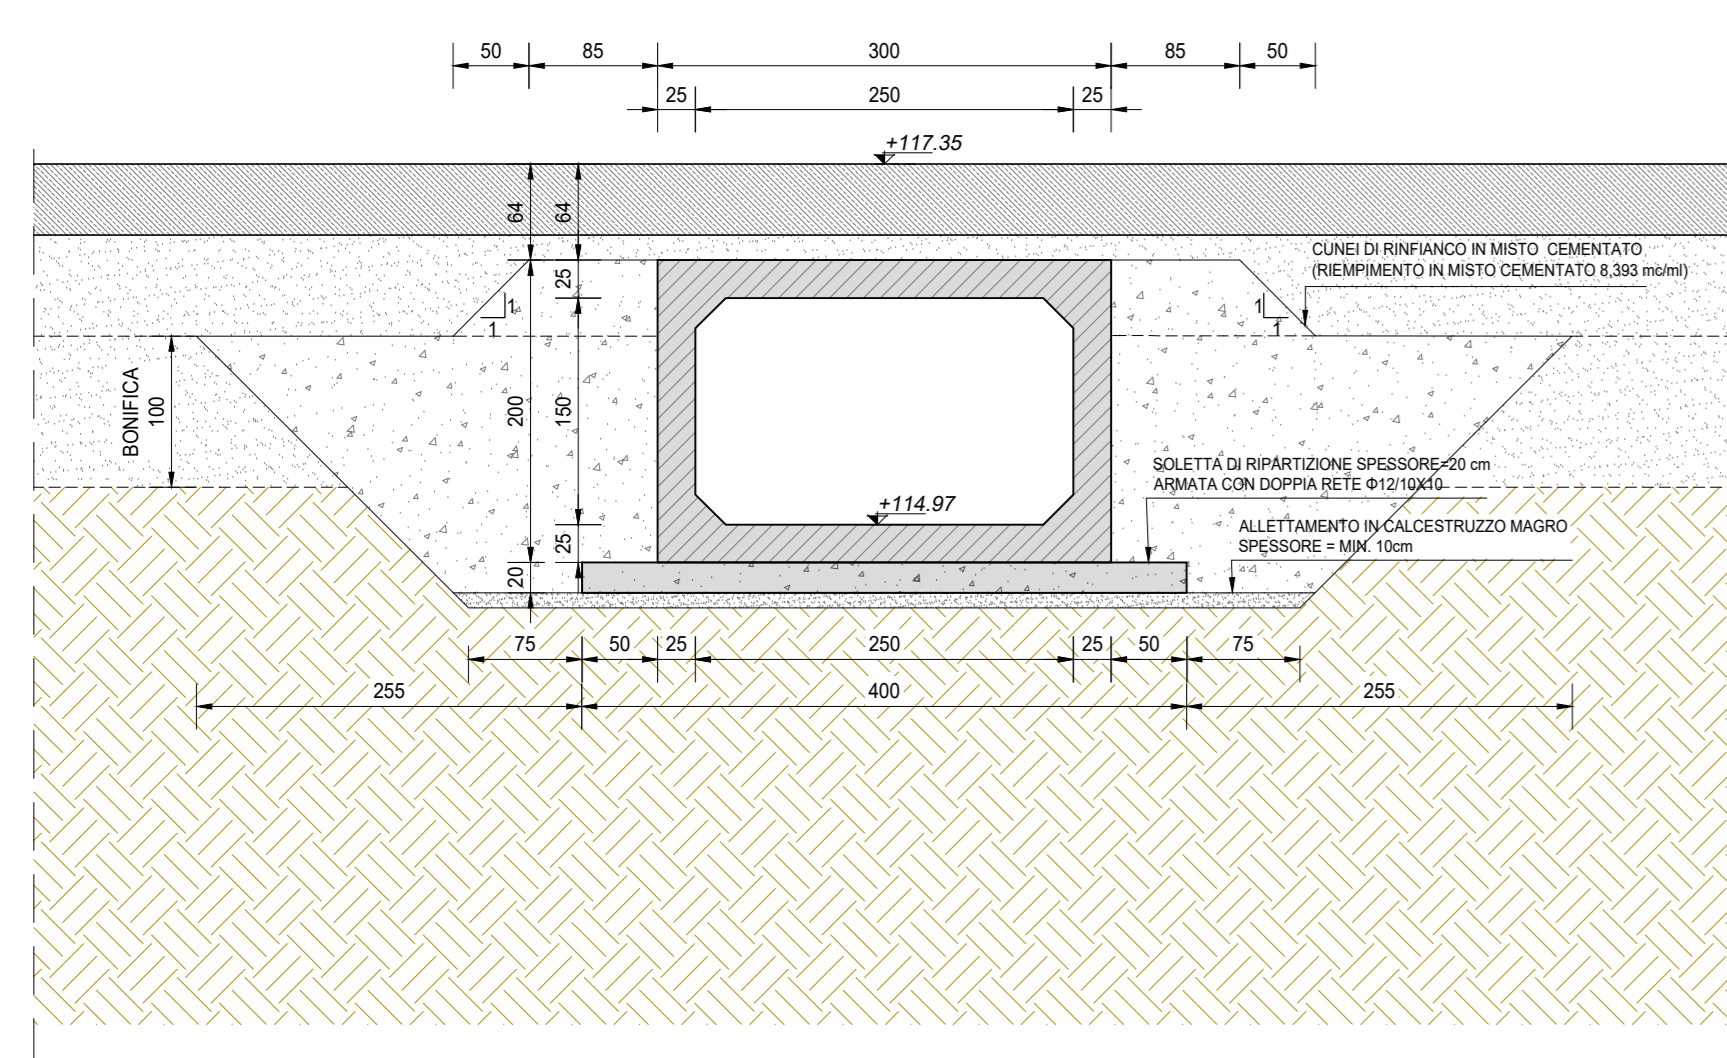 50 85 300 85 50
25 250 25
+117.35
64 64
CUNEI DI RINFIANCO IN MISTO CEMENTATO
(RIEMPIMENTO IN MISTO CEMENTATO 8,393 mc/ml)
25
1 1
1 1
BONIFICA
100
200
150
SOLETTA DI RIPARTIZIONE SPESSORE=20 cm
ARMATA CON DOPPIA RETE Φ12/10X10
+114.97
ALLETTAMENTO IN CALCESTRUZZO MAGRO
SPESSORE = MIN. 10cm
25
20
75 50 25 250 25 50 75
255 400 255